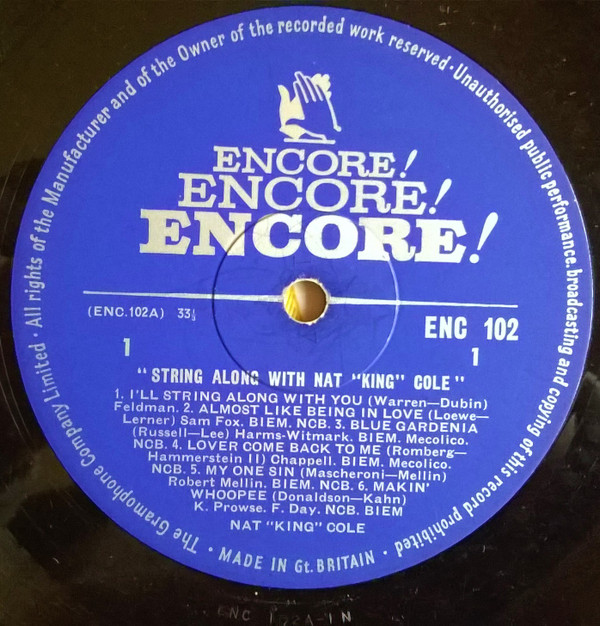 The Gramophone Company Limited · All rights of the Manufacturer and of the Owner of the recorded work reserved · Unauthorised public performance, broadcasting and copying of this record prohibited
ENCORE!
ENCORE!
ENCORE!
(ENC.102A) 33⅓
ENC 102
1 1
"STRING ALONG WITH NAT "KING" COLE"
1. I'LL STRING ALONG WITH YOU (Warren—Dubin)
Feldman. 2. ALMOST LIKE BEING IN LOVE (Loewe—
Lerner) Sam Fox. BIEM. NCB. 3. BLUE GARDENIA
(Russell—Lee) Harms-Witmark. BIEM. Mecolico.
NCB. 4. LOVER COME BACK TO ME (Romberg—
Hammerstein II) Chappell. BIEM. Mecolico.
NCB. 5. MY ONE SIN (Mascheroni—Mellin)
Robert Mellin. BIEM. NCB. 6. MAKIN'
WHOOPEE (Donaldson—Kahn)
K. Prowse. F. Day. NCB. BIEM
NAT "KING" COLE
· MADE IN Gt. BRITAIN ·
ENC 102A-1N